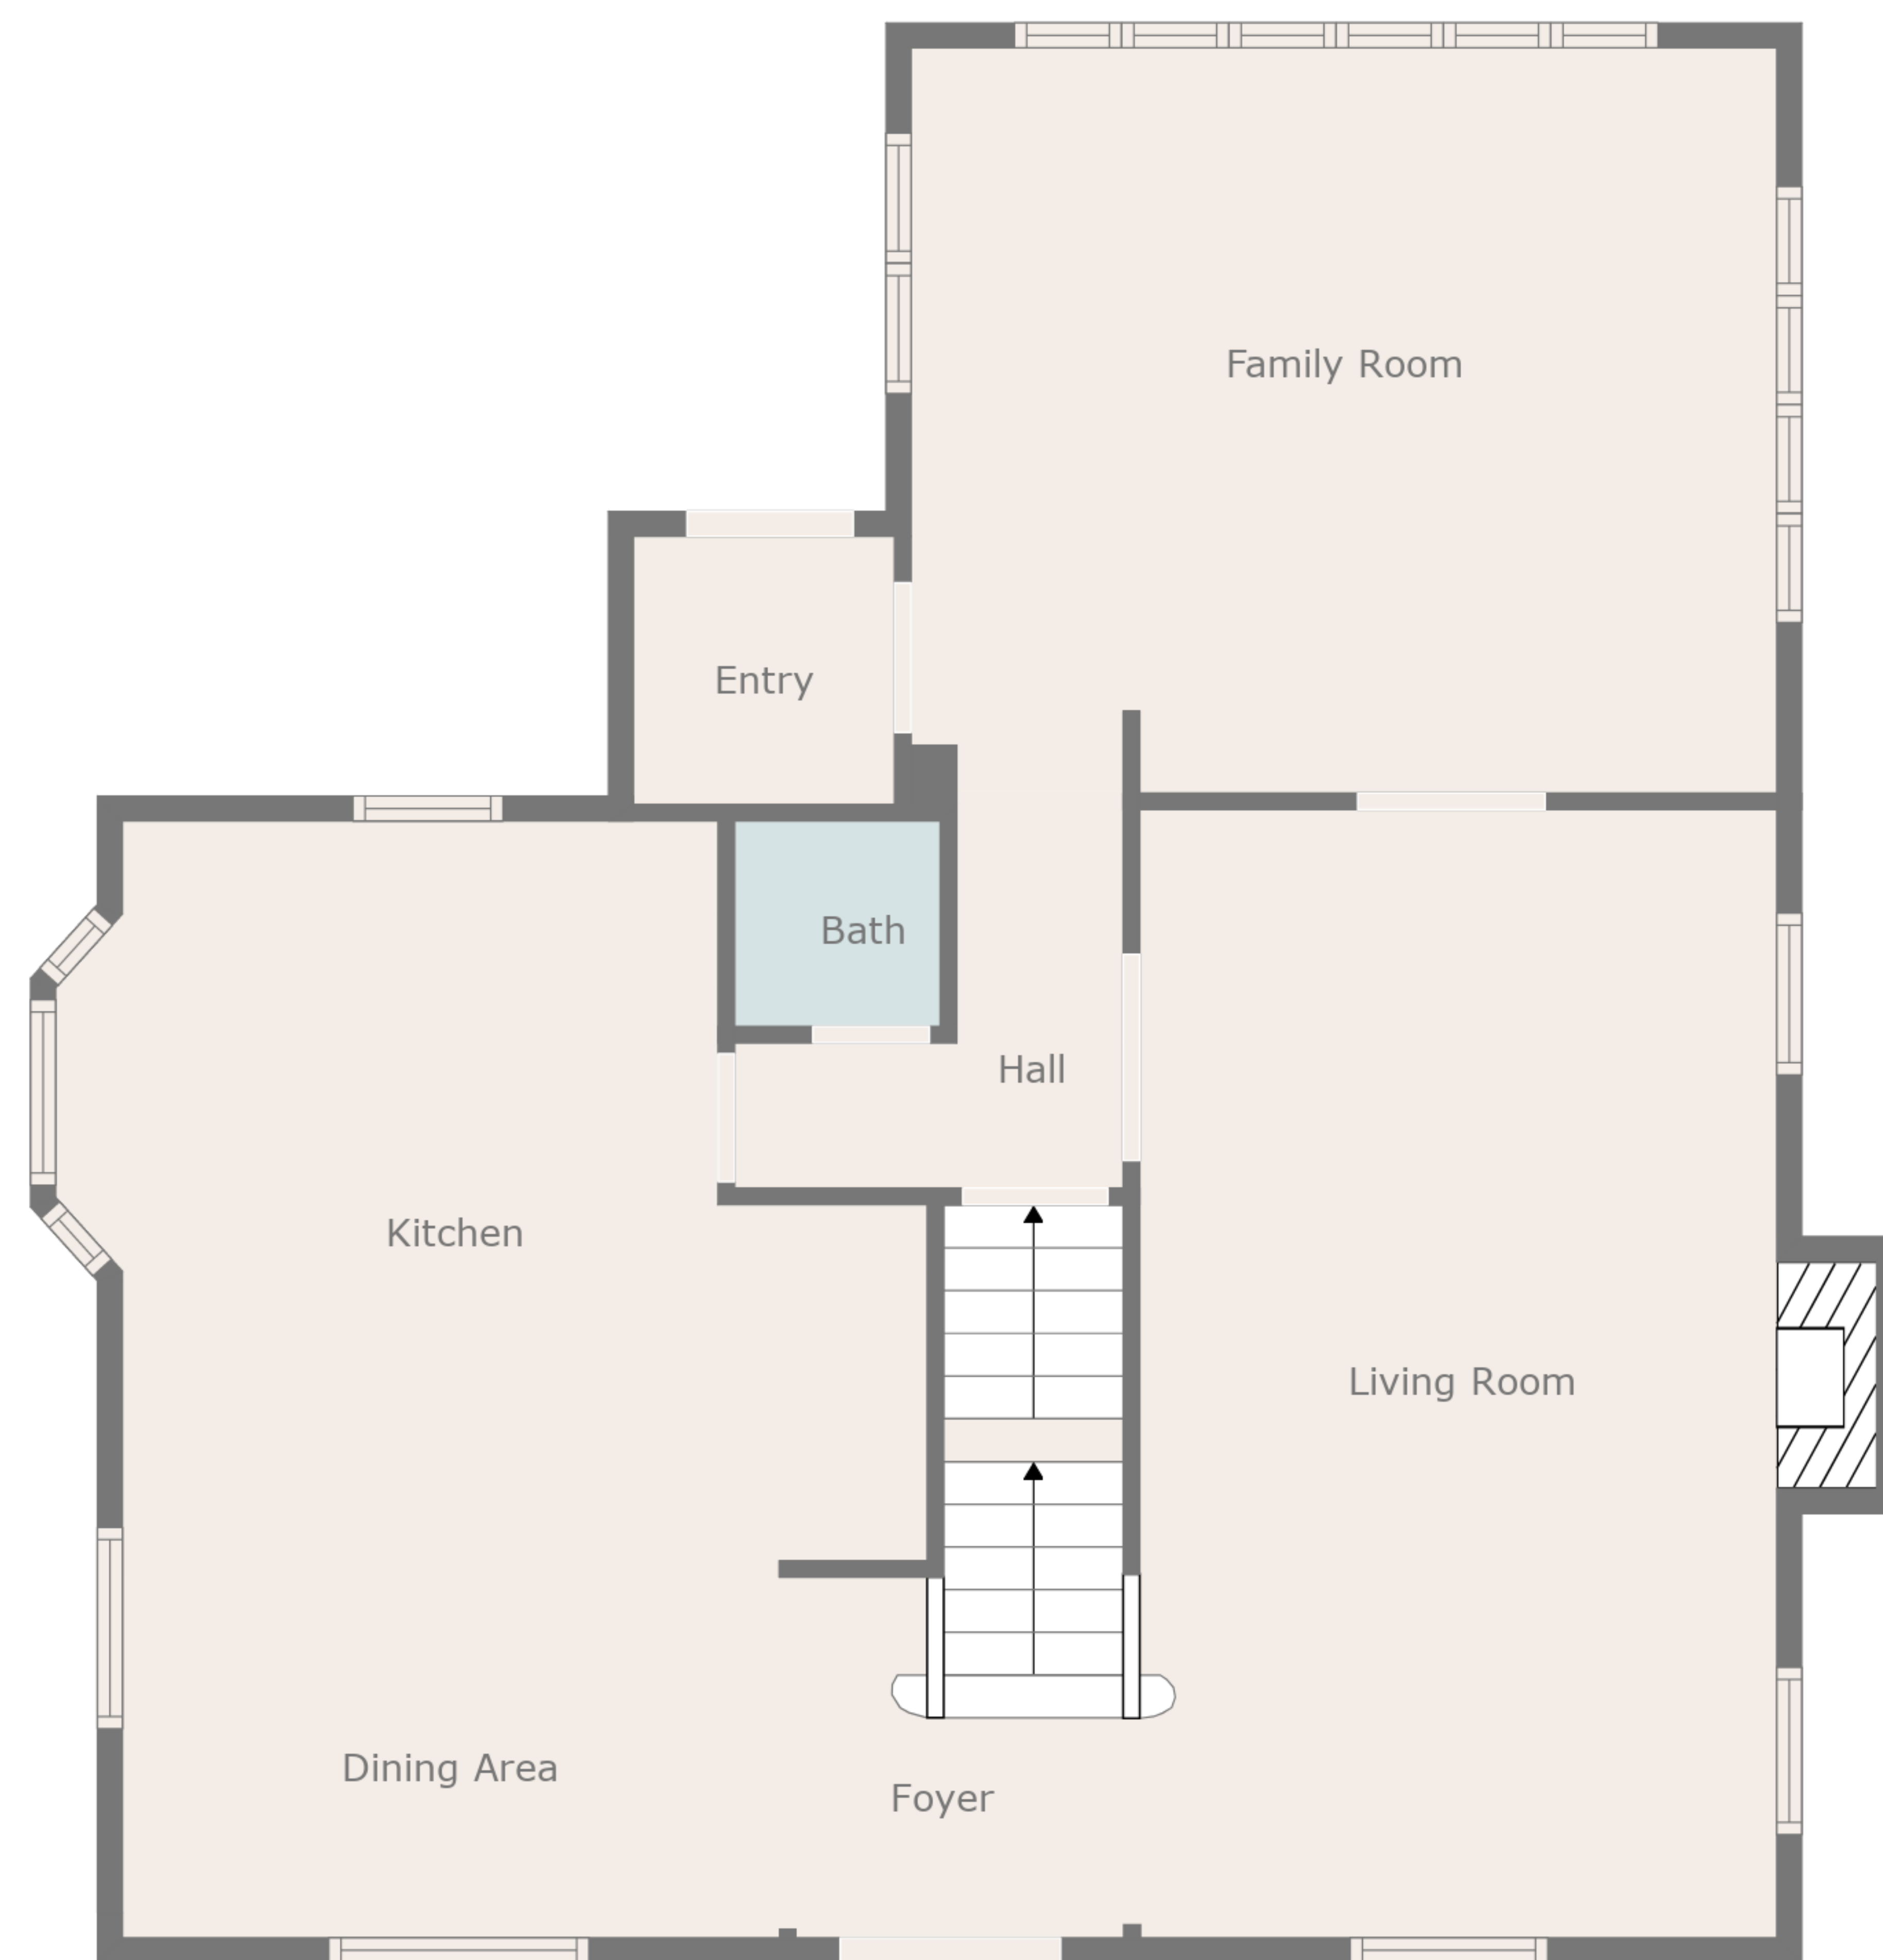 Family Room
Entry
Bath
Hall
Kitchen
Living Room
Dining Area
Foyer